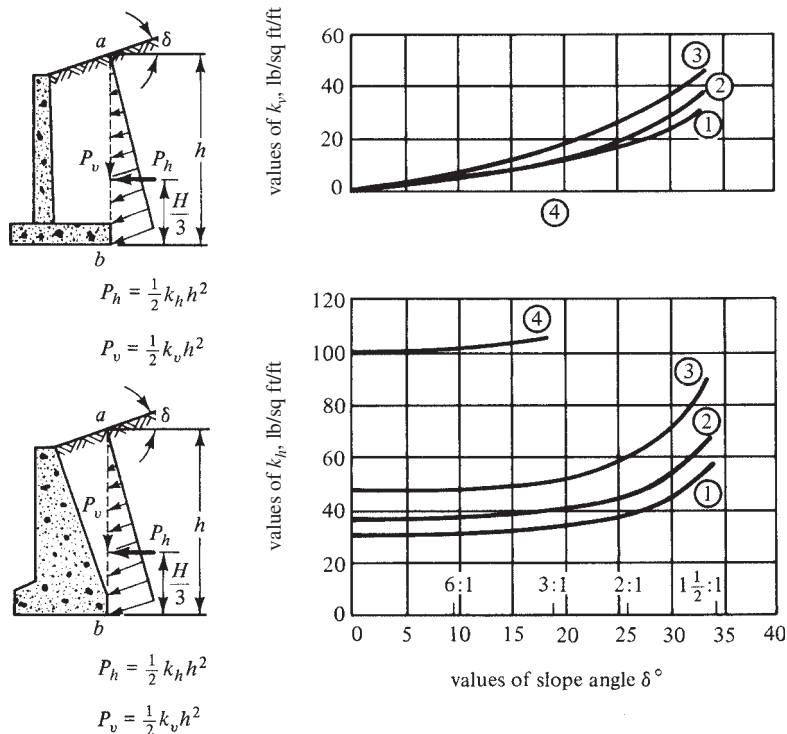 a
δ
P_v
P_h
h
H/3
b
P_h = 1/2 k_h h²
P_v = 1/2 k_v h²
a
δ
P_v
P_h
h
H/3
b
P_h = 1/2 k_h h²
P_v = 1/2 k_v h²
values of k_v, lb/sq ft/ft
60
40
20
0
③
②
①
④
values of k_h, lb/sq ft/ft
120
100
80
60
40
20
0
④
③
②
①
6:1 3:1 2:1 1 1/2:1
0 5 10 15 20 25 30 35 40
values of slope angle δ°